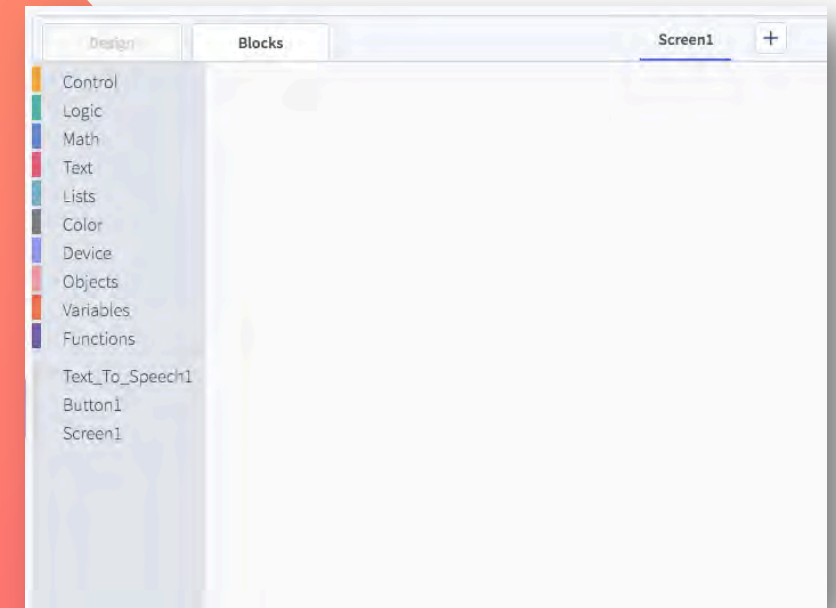 Design
Blocks
Screen1
+
Control
Logic
Math
Text
Lists
Color
Device
Objects
Variables
Functions
Text_To_Speech1
Button1
Screen1